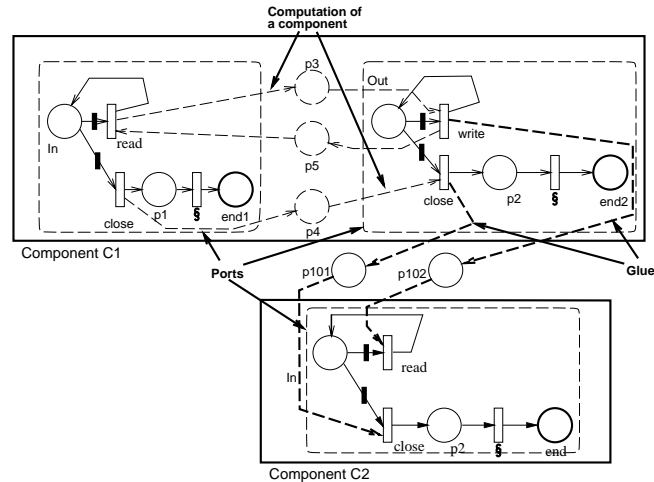 Computation of
a component
p3
Out
In
read
p5
write
close
p1
§
end1
p4
close
p2
§
end2
Component C1
Ports
p101
p102
Glue
In
read
close
p2
§
end
Component C2